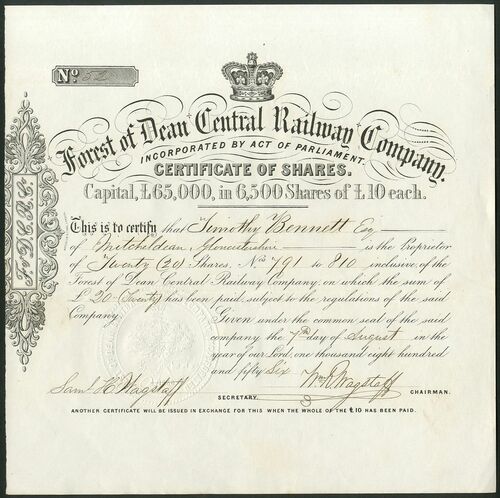 No 52
Forest of Dean Central Railway Company.
INCORPORATED BY ACT OF PARLIAMENT.
CERTIFICATE OF SHARES.
Capital, £65,000, in 6,500 Shares of £10 each.
F. of D. C. R. Co.
This is to certify that Timothy Bennett Esq
of Mitcheldean, Gloucestershire is the Proprietor
of Twenty (20) Shares, Nos 791 to 810 inclusive of the
Forest of Dean Central Railway Company, on which the sum of
£20 (Twenty) has been paid, subject to the regulations of the said
Company. Given under the common seal of the said
company the 7th day of August in the
year of our Lord, one thousand eight hundred
and fifty Six
Saml H Wagstaff Wm R Wagstaff
SECRETARY. CHAIRMAN.
ANOTHER CERTIFICATE WILL BE ISSUED IN EXCHANGE FOR THIS WHEN THE WHOLE OF THE £10 HAS BEEN PAID.